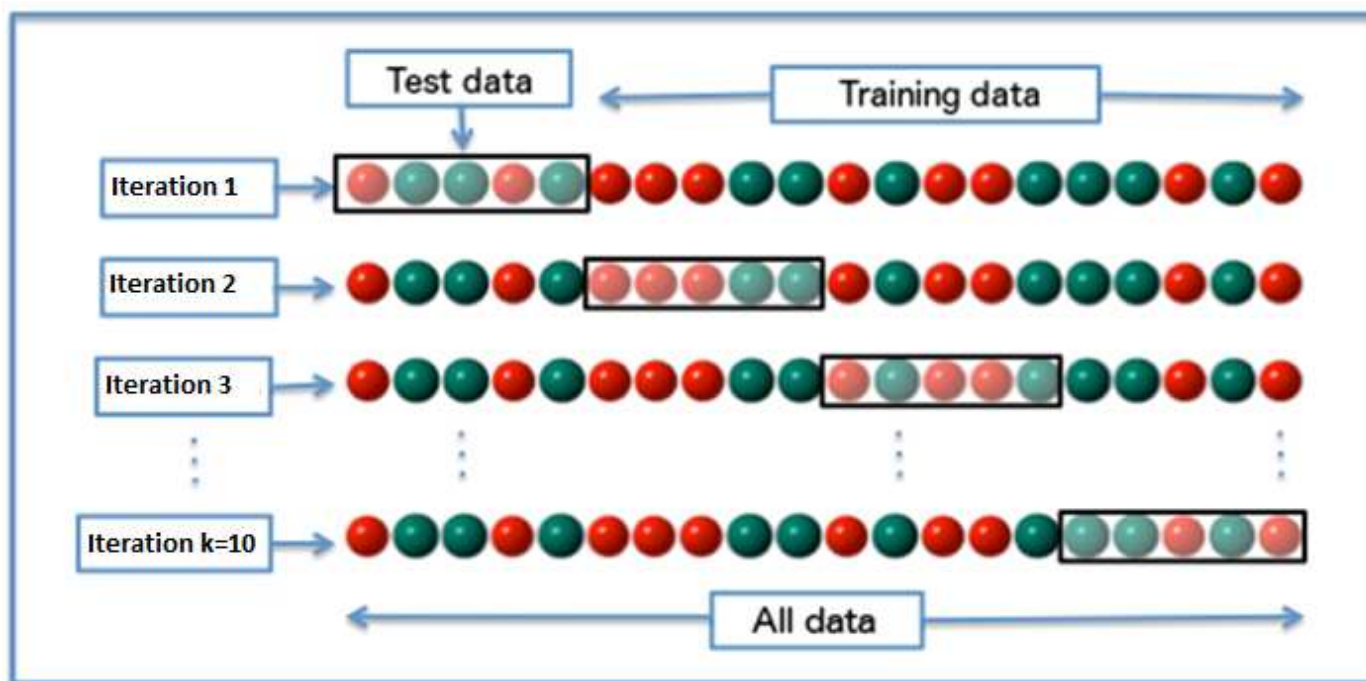 Test data
Training data
Iteration 1
Iteration 2
Iteration 3
Iteration k=10
All data